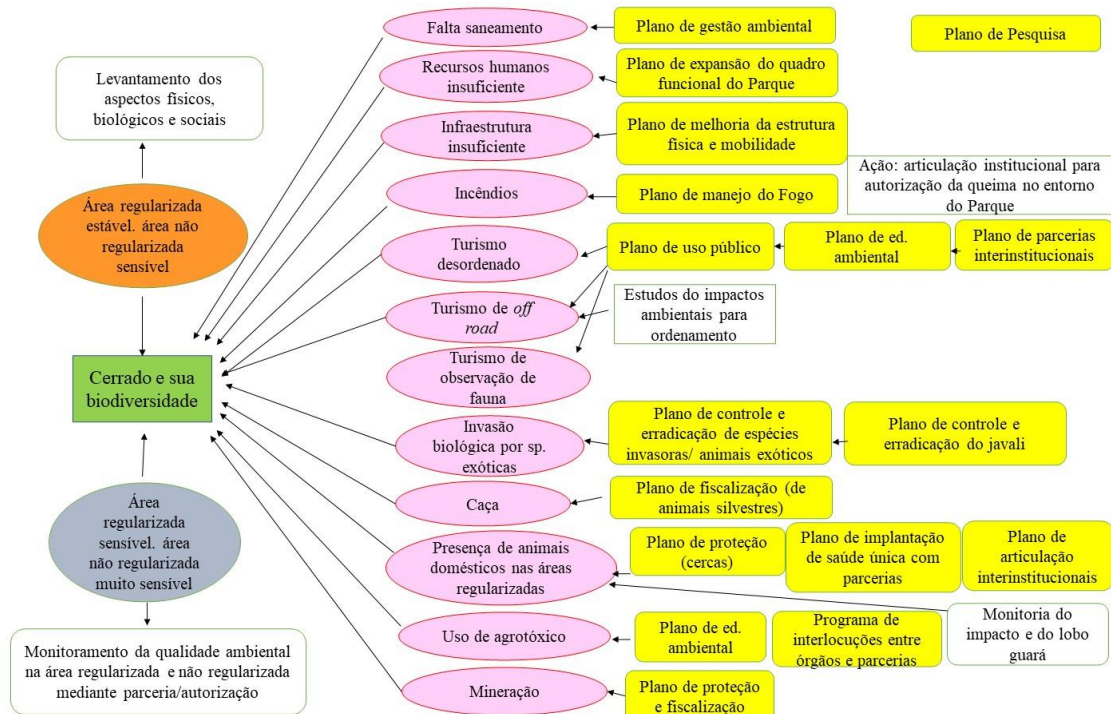 Falta saneamento
Plano de gestão ambiental
Plano de Pesquisa
Levantamento dos
aspectos físicos,
biológicos e sociais
Recursos humanos
insuficiente
Plano de expansão do quadro
funcional do Parque
Infraestrutura
insuficiente
Plano de melhoria da estrutura
física e mobilidade
Área regularizada
estável. área não
regularizada
sensível
Incêndios
Plano de manejo do Fogo
Ação: articulação institucional para
autorização da queima no entorno
do Parque
Turismo
desordenado
Plano de uso público
Plano de ed.
ambiental
Plano de parcerias
interinstitucionais
Turismo de off
road
Estudos do impactos
ambientais para
ordenamento
Cerrado e sua
biodiversidade
Turismo de
observação de
fauna
Invasão
biológica por sp.
exóticas
Plano de controle e
erradicação de espécies
invasoras/ animais exóticos
Plano de controle e
erradicação do javali
Caça
Plano de fiscalização (de
animais silvestres)
Área
regularizada
sensível. área
não regularizada
muito sensível
Presença de animais
domésticos nas áreas
regularizadas
Plano de proteção
(cercas)
Plano de implantação
de saúde única com
parcerias
Plano de
articulação
interinstitucionais
Monitoria do
impacto e do lobo
guará
Uso de agrotóxico
Plano de ed.
ambiental
Programa de
interlocuções entre
órgãos e parcerias
Monitoramento da qualidade ambiental
na área regularizada e não regularizada
mediante parceria/autorização
Mineração
Plano de proteção
e fiscalização